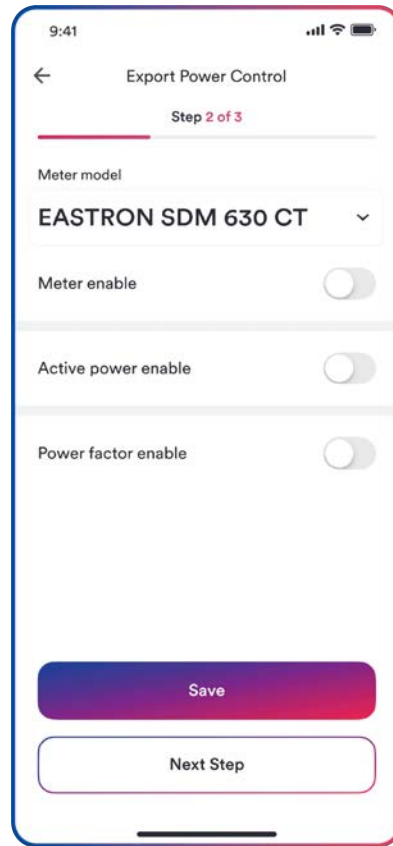 9:41
Export Power Control
Step 2 of 3
Meter model
EASTRON SDM 630 CT
Meter enable
Active power enable
Power factor enable
Save
Next Step